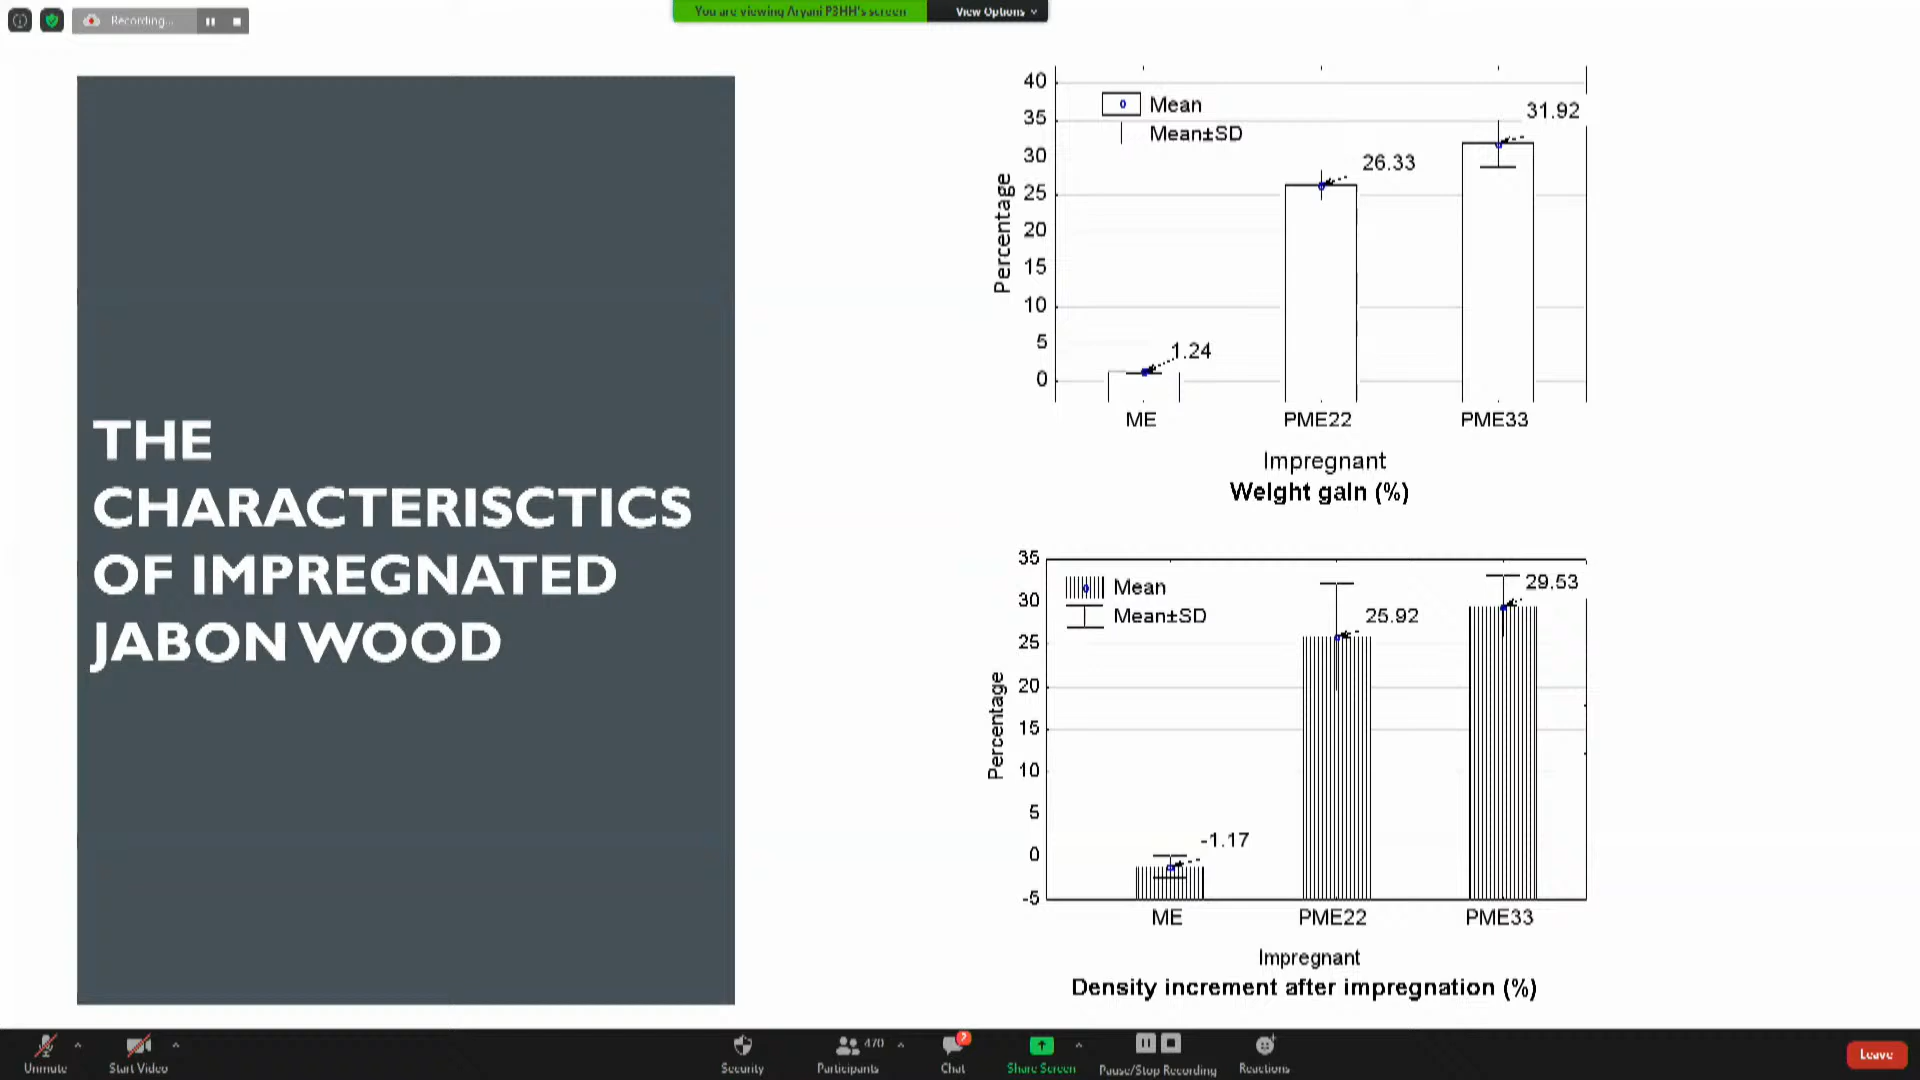 Recording...
You are viewing Aryani P3HH's screen
View Options
THE
CHARACTERISCTICS
OF IMPREGNATED
JABON WOOD
40
35
30
25
20
15
10
5
0
Percentage
Mean
Mean±SD
1.24
26.33
31.92
ME PME22 PME33
Impregnant
Weight gain (%)
35
30
25
20
15
10
5
0
-5
Percentage
Mean
Mean±SD
-1.17
25.92
29.53
ME PME22 PME33
Impregnant
Density increment after impregnation (%)
Unmute
Start Video
Security
Participants
470
Chat
Share Screen
Pause/Stop Recording
Reactions
Leave